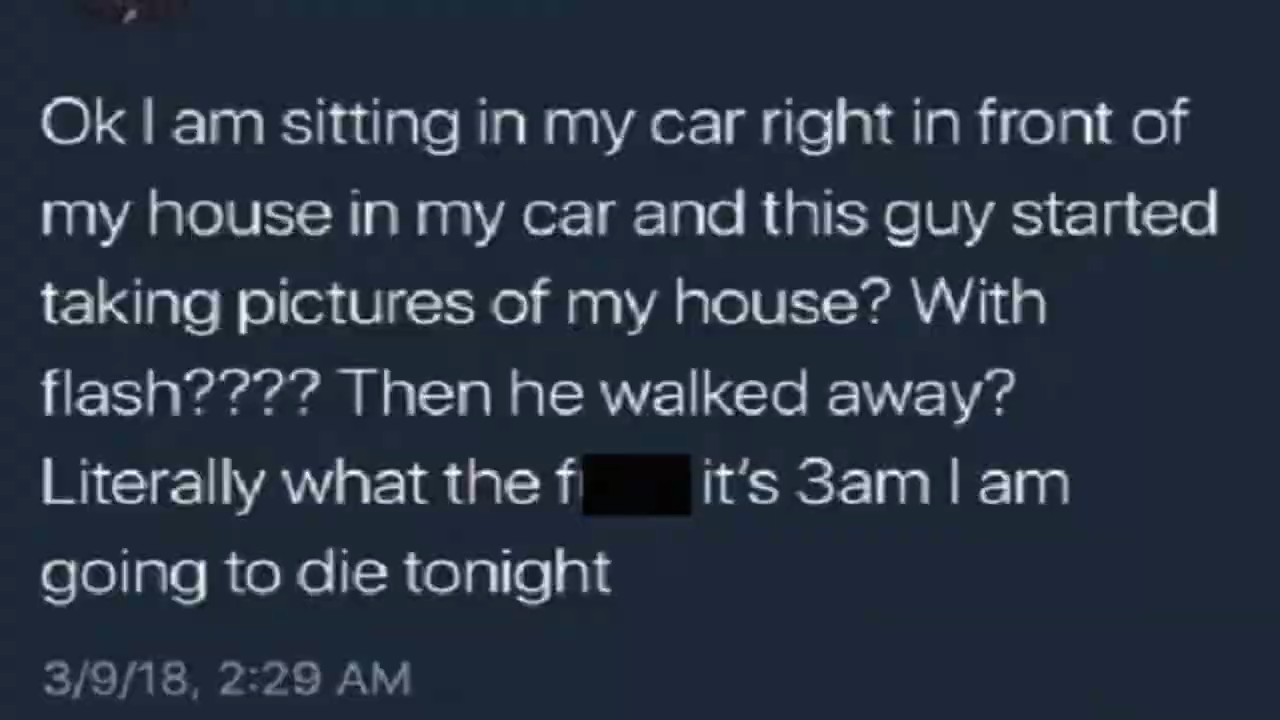 Ok I am sitting in my car right in front of
my house in my car and this guy started
taking pictures of my house? With
flash???? Then he walked away?
Literally what the f it's 3am I am
going to die tonight
3/9/18, 2:29 AM